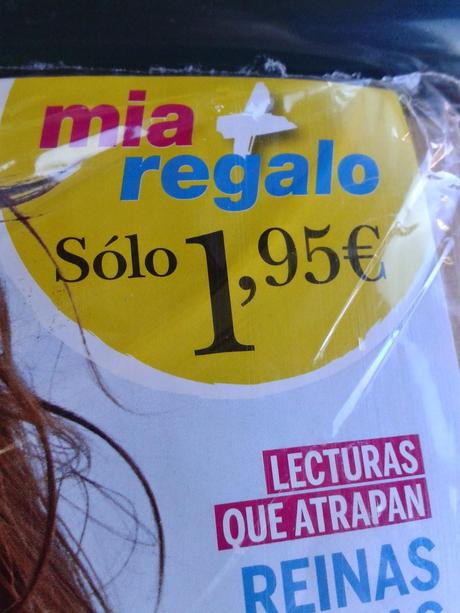 mia +
regalo
Sólo 1,95€
LECTURAS
QUE ATRAPAN
REINAS